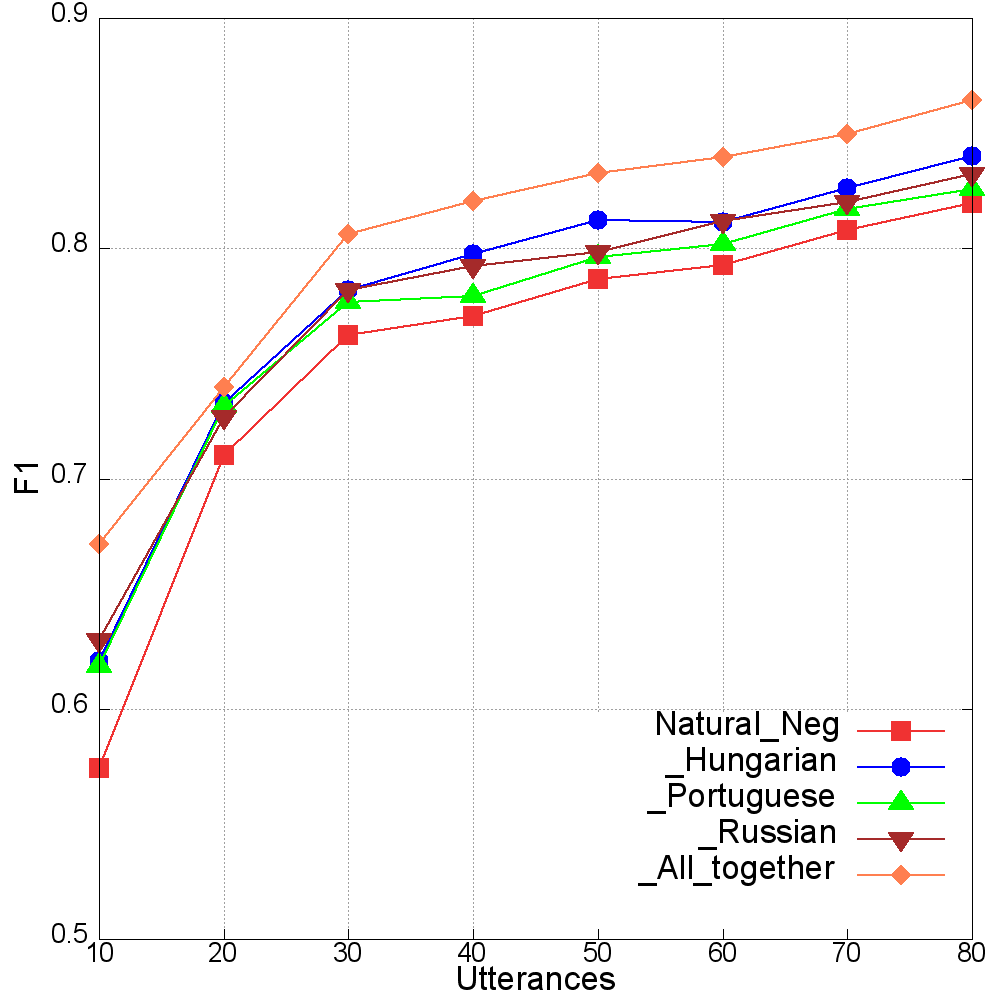 0.9
0.8
0.7
0.6
0.5
F1
Natural_Neg
_Hungarian
_Portuguese
_Russian
_All_together
10 20 30 40 50 60 70 80
Utterances